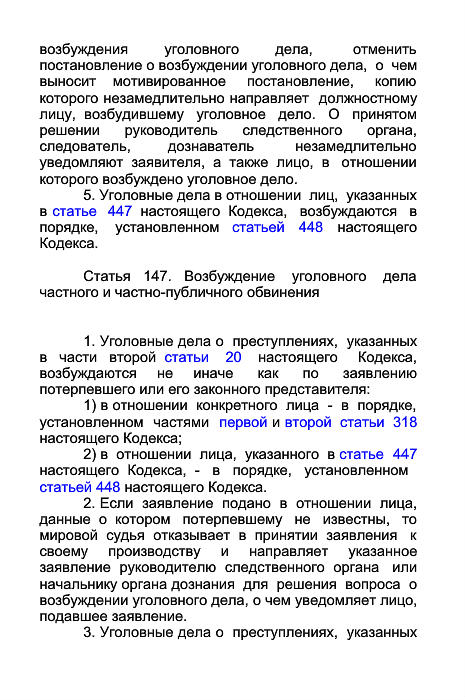 возбуждения уголовного дела, отменить
постановление о возбуждении уголовного дела, о чем
выносит мотивированное постановление, копию
которого незамедлительно направляет должностному
лицу, возбудившему уголовное дело. О принятом
решении руководитель следственного органа,
следователь, дознаватель незамедлительно
уведомляют заявителя, а также лицо, в отношении
которого возбуждено уголовное дело.
5. Уголовные дела в отношении лиц, указанных
в статье 447 настоящего Кодекса, возбуждаются в
порядке, установленном статьей 448 настоящего
Кодекса.
Статья 147. Возбуждение уголовного дела
частного и частно-публичного обвинения
1. Уголовные дела о преступлениях, указанных
в части второй статьи 20 настоящего Кодекса,
возбуждаются не иначе как по заявлению
потерпевшего или его законного представителя:
1) в отношении конкретного лица - в порядке,
установленном частями первой и второй статьи 318
настоящего Кодекса;
2) в отношении лица, указанного в статье 447
настоящего Кодекса, - в порядке, установленном
статьей 448 настоящего Кодекса.
2. Если заявление подано в отношении лица,
данные о котором потерпевшему не известны, то
мировой судья отказывает в принятии заявления к
своему производству и направляет указанное
заявление руководителю следственного органа или
начальнику органа дознания для решения вопроса о
возбуждении уголовного дела, о чем уведомляет лицо,
подавшее заявление.
3. Уголовные дела о преступлениях, указанных